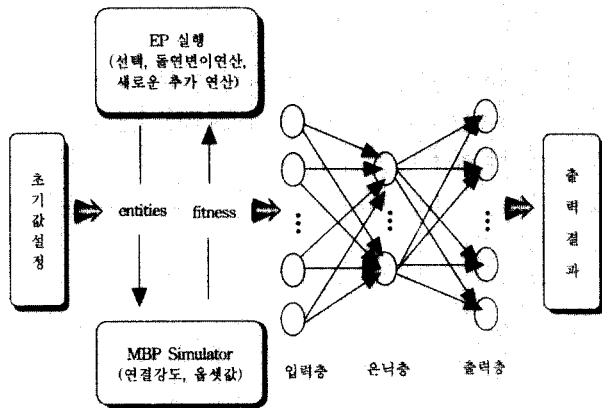 EP 실행
(선택, 돌연변이연산,
새로운 추가 연산)
초기값설정
entities
fitness
출력결과
MBP Simulator
(연결강도, 옵셋값)
입력층
은닉층
출력층